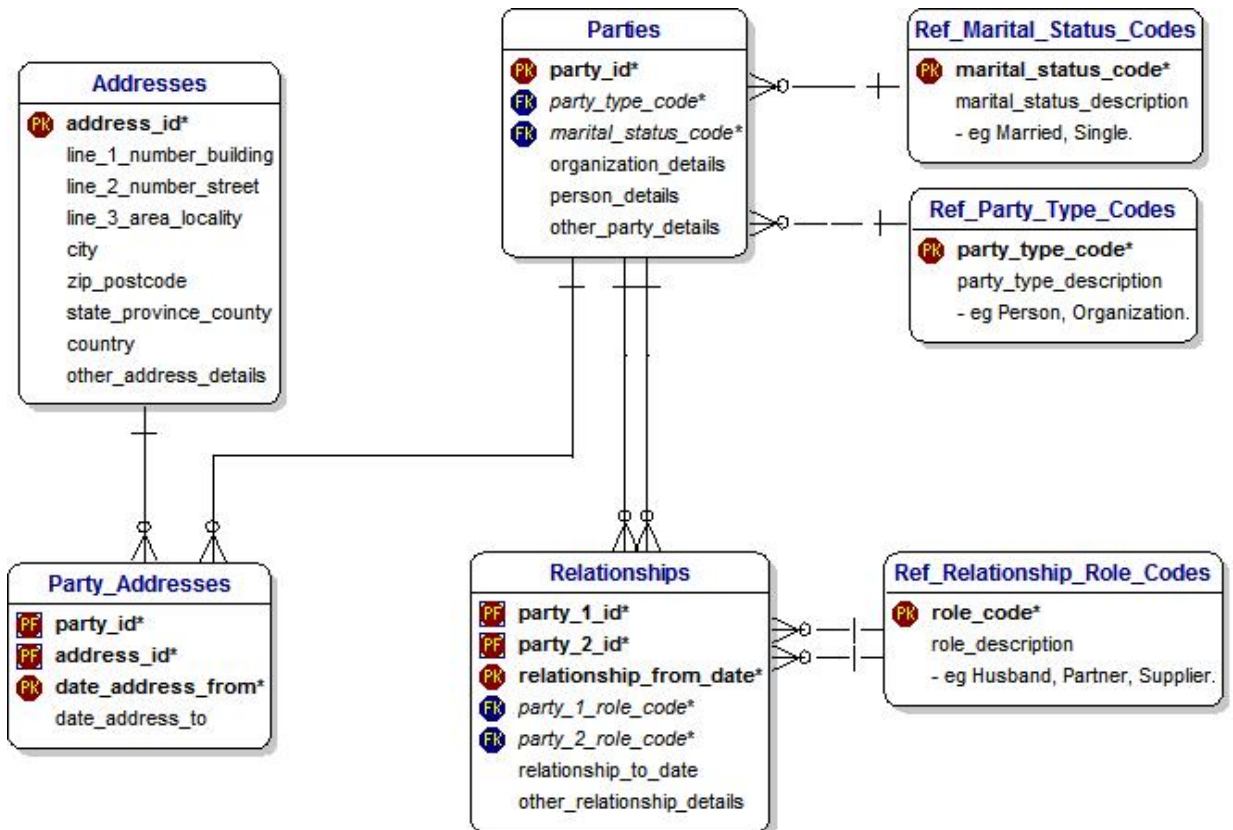 Parties
PK party_id*
FK party_type_code*
FK marital_status_code*
organization_details
person_details
other_party_details
Ref_Marital_Status_Codes
PK marital_status_code*
marital_status_description
- eg Married, Single.
Addresses
PK address_id*
line_1_number_building
line_2_number_street
line_3_area_locality
city
zip_postcode
state_province_county
country
other_address_details
Ref_Party_Type_Codes
PK party_type_code*
party_type_description
- eg Person, Organization.
Party_Addresses
PF party_id*
PF address_id*
PK date_address_from*
date_address_to
Relationships
PF party_1_id*
PF party_2_id*
PK relationship_from_date*
FK party_1_role_code*
FK party_2_role_code*
relationship_to_date
other_relationship_details
Ref_Relationship_Role_Codes
PK role_code*
role_description
- eg Husband, Partner, Supplier.